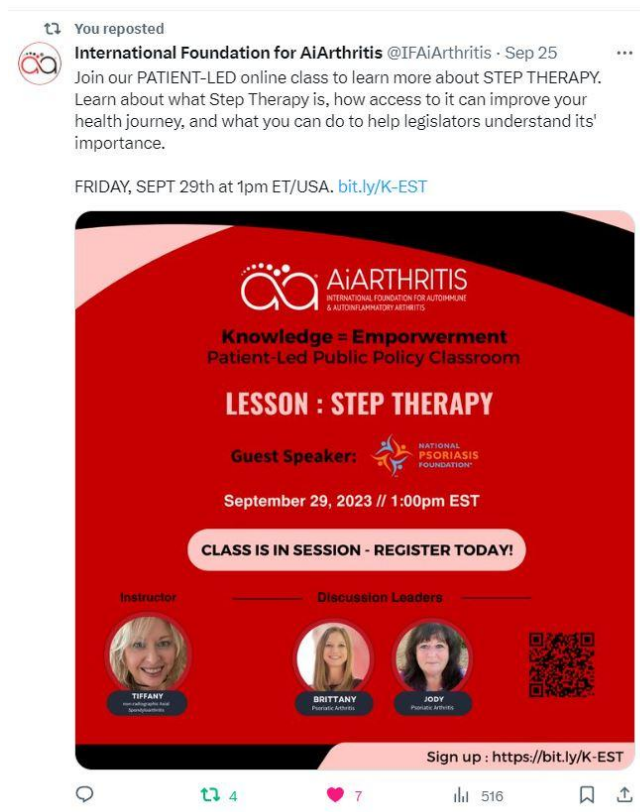 You reposted
International Foundation for AiArthritis @IFAiArthritis · Sep 25
Join our PATIENT-LED online class to learn more about STEP THERAPY.
Learn about what Step Therapy is, how access to it can improve your
health journey, and what you can do to help legislators understand its'
importance.
FRIDAY, SEPT 29th at 1pm ET/USA. bit.ly/K-EST
AiARTHRITIS
INTERNATIONAL FOUNDATION FOR AUTOIMMUNE
& AUTOINFLAMMATORY ARTHRITIS
Knowledge = Emporwerment
Patient-Led Public Policy Classroom
LESSON : STEP THERAPY
Guest Speaker:
NATIONAL
PSORIASIS
FOUNDATION
September 29, 2023 // 1:00pm EST
CLASS IS IN SESSION - REGISTER TODAY!
Instructor
Discussion Leaders
TIFFANY
non-radiographic Axial
Spondyloarthritis
BRITTANY
Psoriatic Arthritis
JODY
Psoriatic Arthritis
Sign up : https://bit.ly/K-EST
4
7
516